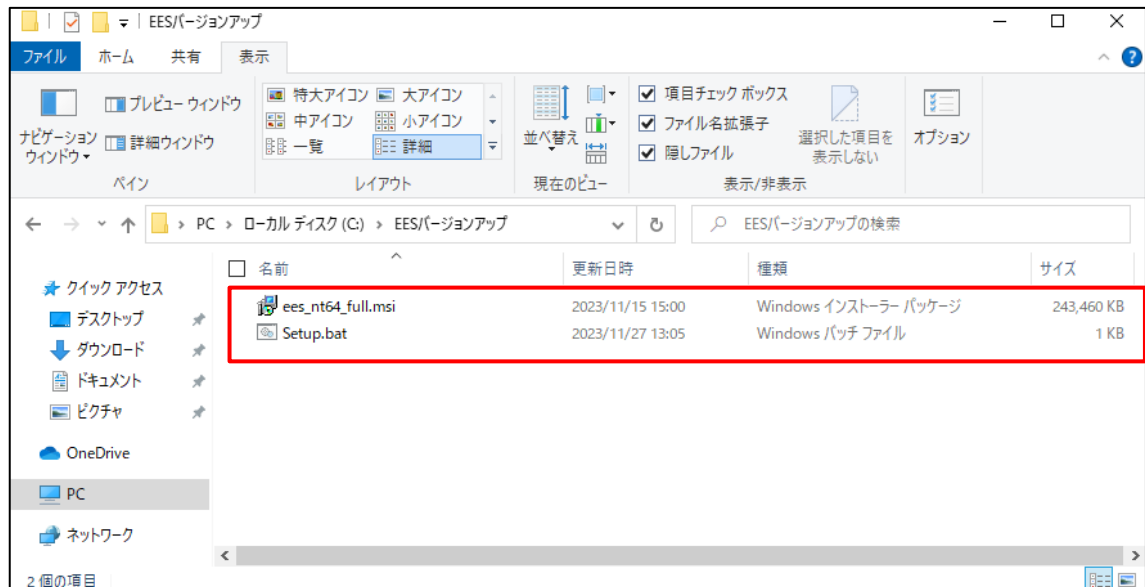 EESバージョンアップ
ファイル ホーム 共有 表示
ナビゲーション ウィンドウ
プレビュー ウィンドウ
詳細ウィンドウ
ペイン
特大アイコン 大アイコン
中アイコン 小アイコン
一覧 詳細
レイアウト
並べ替え
現在のビュー
項目チェック ボックス
ファイル名拡張子
隠しファイル
選択した項目を
表示しない
表示/非表示
オプション
PC > ローカル ディスク (C:) > EESバージョンアップ
EESバージョンアップの検索
名前 更新日時 種類 サイズ
ees_nt64_full.msi 2023/11/15 15:00 Windows インストーラー パッケージ 243,460 KB
Setup.bat 2023/11/27 13:05 Windows バッチ ファイル 1 KB
クイック アクセス
デスクトップ
ダウンロード
ドキュメント
ピクチャ
OneDrive
PC
ネットワーク
2 個の項目